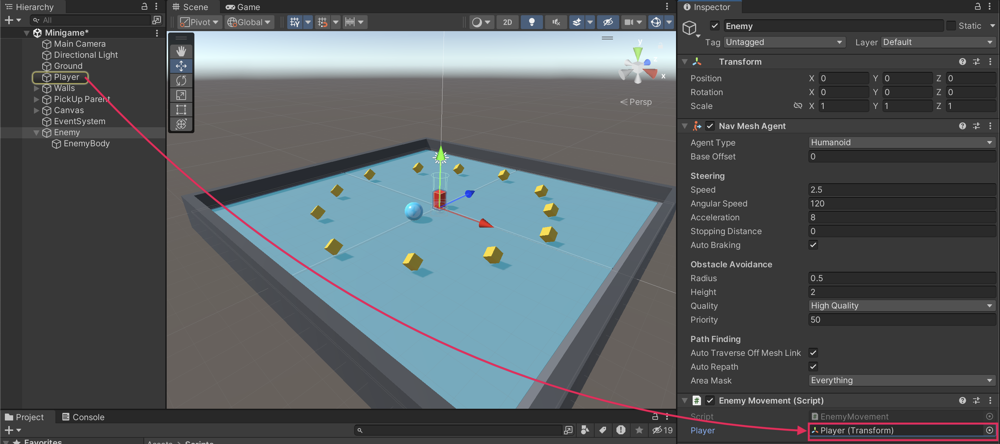 Hierarchy
All
Minigame*
Main Camera
Directional Light
Ground
Player
Walls
PickUp Parent
Canvas
EventSystem
Enemy
EnemyBody
Scene Game
Pivot Global 2D
y
z
x
Persp
Project Console
19
Favorites
Assets > Scripts
Inspector
Enemy Static
Tag Untagged Layer Default
Transform
Position X 0 Y 0 Z 0
Rotation X 0 Y 0 Z 0
Scale X 1 Y 1 Z 1
Nav Mesh Agent
Agent Type Humanoid
Base Offset 0
Steering
Speed 2.5
Angular Speed 120
Acceleration 8
Stopping Distance 0
Auto Braking
Obstacle Avoidance
Radius 0.5
Height 2
Quality High Quality
Priority 50
Path Finding
Auto Traverse Off Mesh Link
Auto Repath
Area Mask Everything
# Enemy Movement (Script)
Script # EnemyMovement
Player Player (Transform)